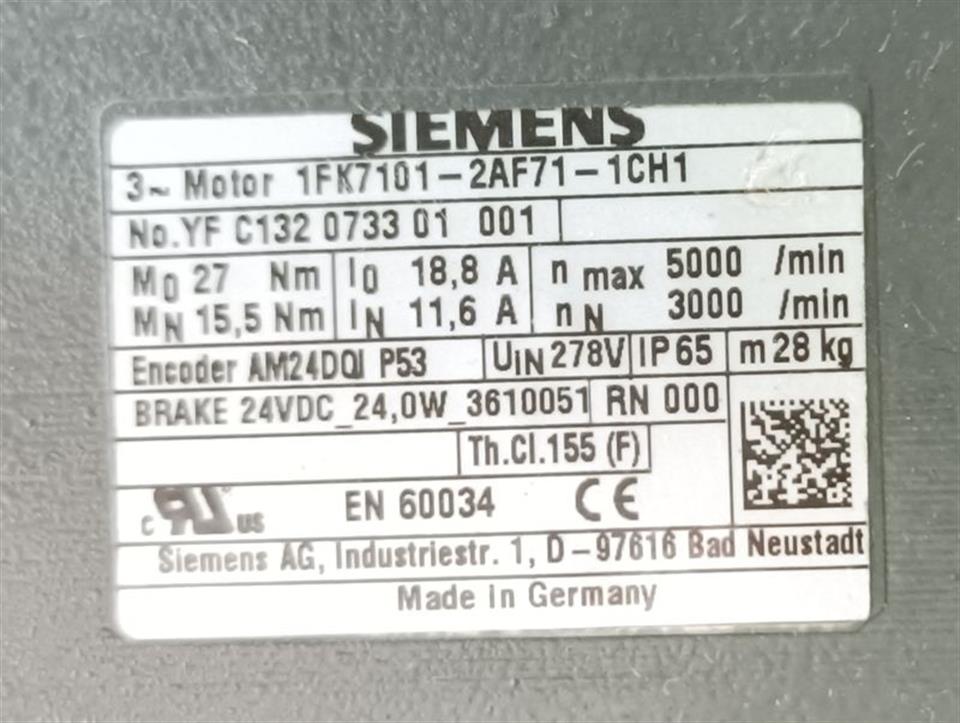 SIEMENS
3~ Motor 1FK7101-2AF71-1CH1
No.YF C132 0733 01 001
M0 27 Nm I0 18,8 A n max 5000 /min
MN 15,5 Nm IN 11,6 A n N 3000 /min
Encoder AM24DQI P53 UIN 278V IP 65 m 28 kg
BRAKE 24VDC_24,0W_3610051 RN 000
Th.Cl.155 (F)
c RU US EN 60034 CE
Siemens AG, Industriestr. 1, D-97616 Bad Neustadt
Made in Germany